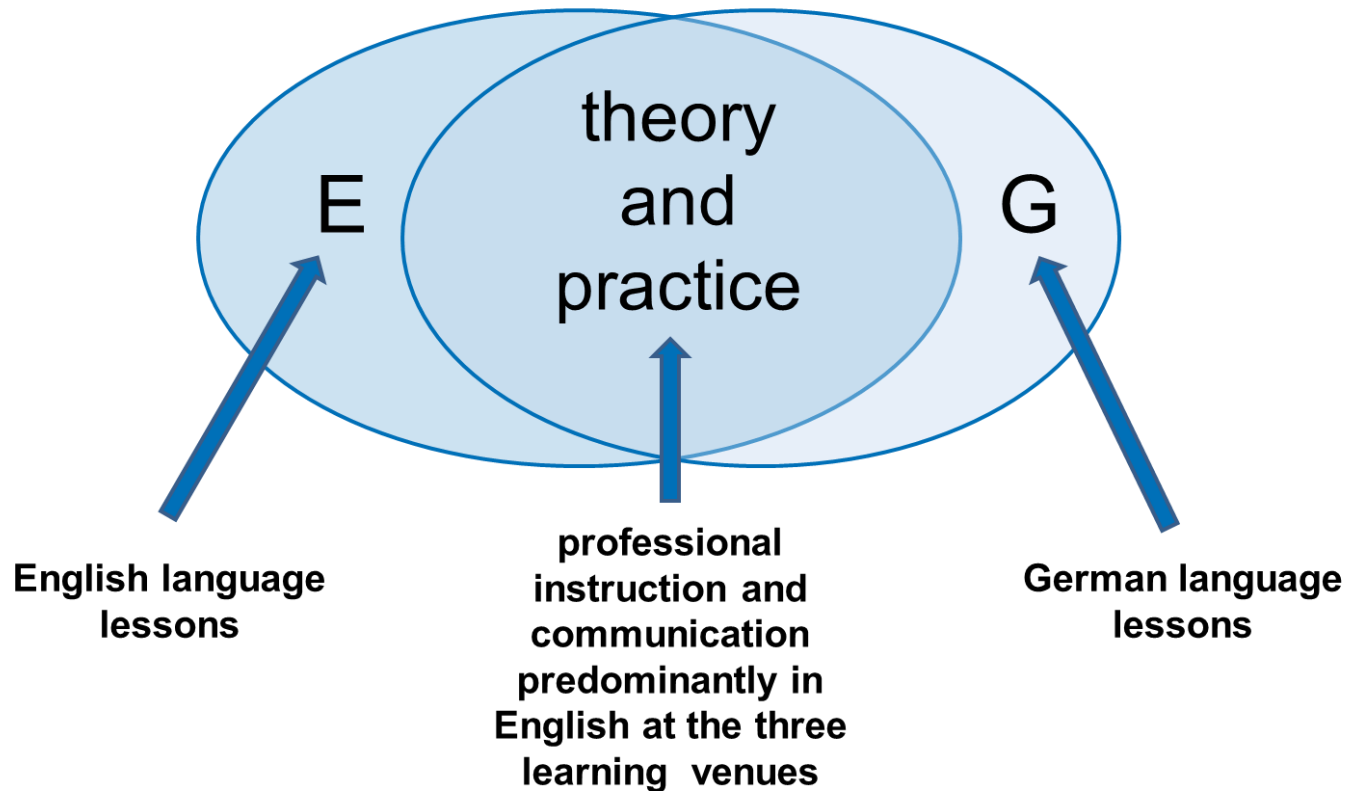 theory
and
practice
E
G
English language
lessons
professional
instruction and
communication
predominantly in
English at the three
learning venues
German language
lessons